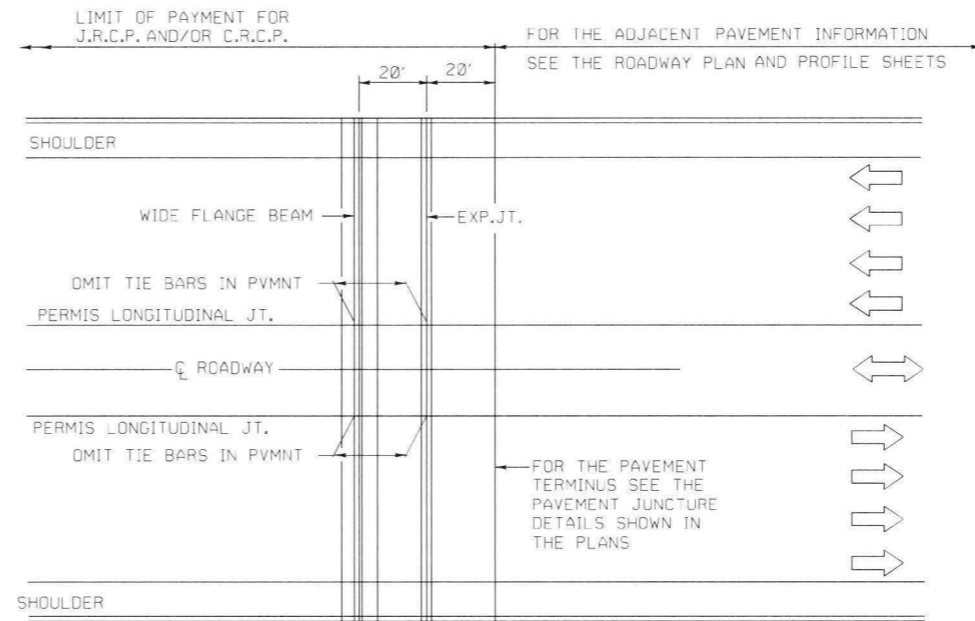 LIMIT OF PAYMENT FOR
J.R.C.P. AND/OR C.R.C.P.
FOR THE ADJACENT PAVEMENT INFORMATION
SEE THE ROADWAY PLAN AND PROFILE SHEETS
20' 20'
SHOULDER
WIDE FLANGE BEAM
EXP.JT.
OMIT TIE BARS IN PVMNT
PERMIS LONGITUDINAL JT.
℄ ROADWAY
PERMIS LONGITUDINAL JT.
OMIT TIE BARS IN PVMNT
FOR THE PAVEMENT
TERMINUS SEE THE
PAVEMENT JUNCTURE
DETAILS SHOWN IN
THE PLANS
SHOULDER